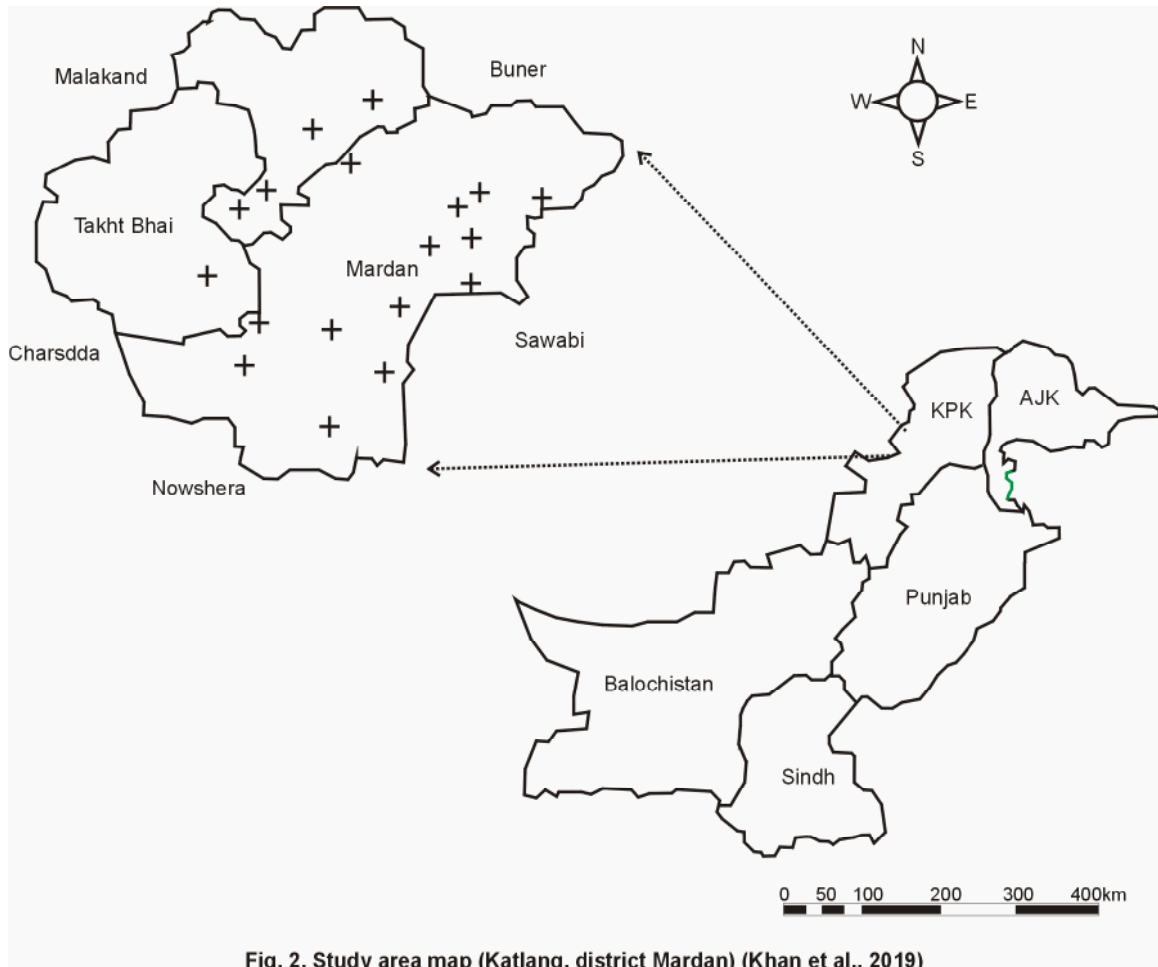 Malakand
Buner
N
W E
S
Takht Bhai
Mardan
Charsdda
Sawabi
Nowshera
KPK
AJK
Punjab
Balochistan
Sindh
0 50 100 200 300 400km
Fig. 2. Study area map (Katlang, district Mardan) (Khan et al., 2019)